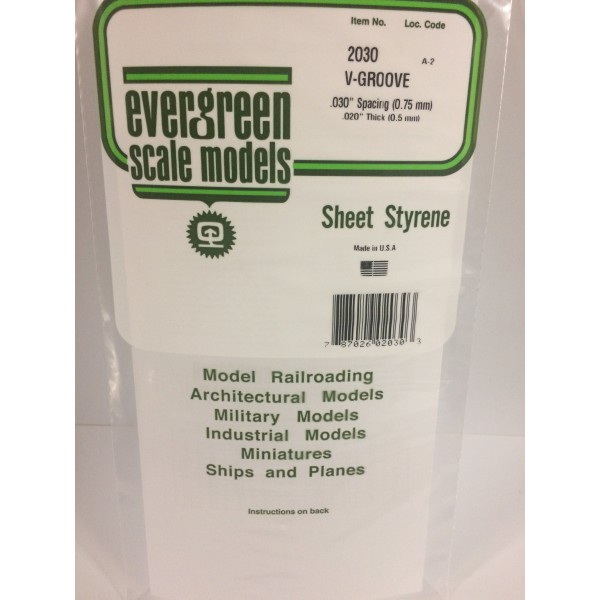 Item No. Loc. Code
2030 A-2
V-GROOVE
.030" Spacing (0.75 mm)
.020" Thick (0.5 mm)
evergreen
scale models
Sheet Styrene
Made in U.S.A
7 87026 02030 3
Model Railroading
Architectural Models
Military Models
Industrial Models
Miniatures
Ships and Planes
Instructions on back